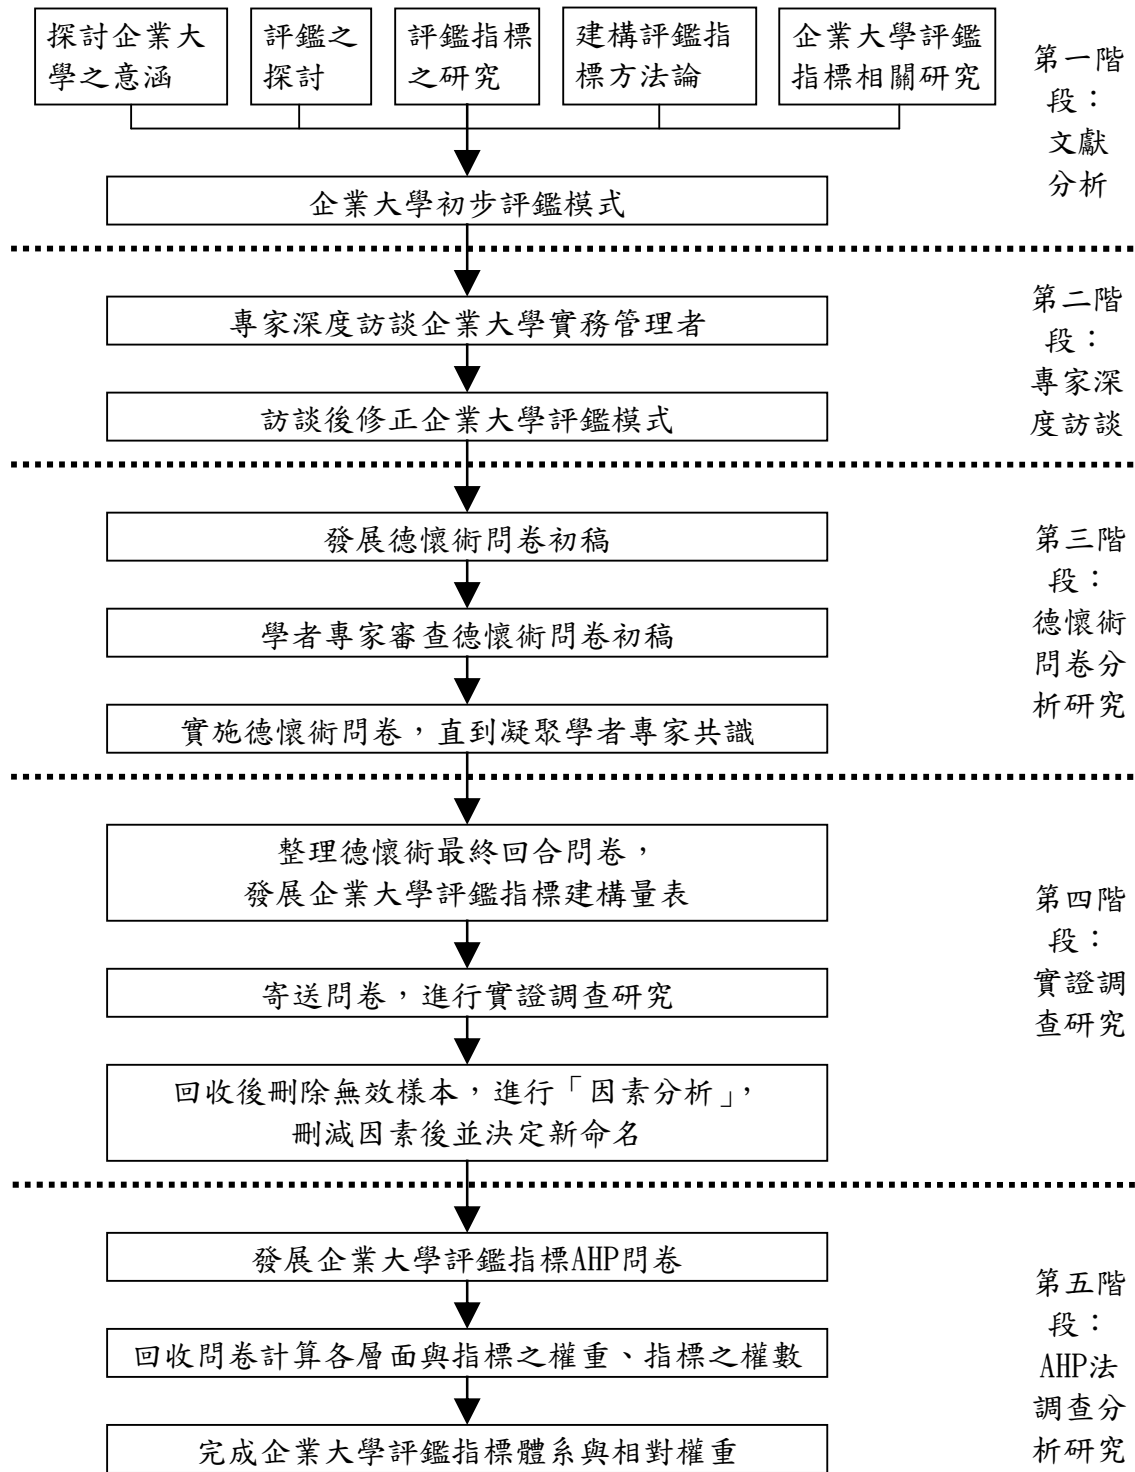 探討企業大
學之意涵
評鑑之
探討
評鑑指標
之研究
建構評鑑指
標方法論
企業大學評鑑
指標相關研究
第一階
段：
文獻
分析
企業大學初步評鑑模式
專家深度訪談企業大學實務管理者
訪談後修正企業大學評鑑模式
第二階
段：
專家深
度訪談
發展德懷術問卷初稿
學者專家審查德懷術問卷初稿
實施德懷術問卷，直到凝聚學者專家共識
第三階
段：
德懷術
問卷分
析研究
整理德懷術最終回合問卷，
發展企業大學評鑑指標建構量表
寄送問卷，進行實證調查研究
回收後刪除無效樣本，進行「因素分析」，
刪減因素後並決定新命名
第四階
段：
實證調
查研究
發展企業大學評鑑指標AHP問卷
回收問卷計算各層面與指標之權重、指標之權數
完成企業大學評鑑指標體系與相對權重
第五階
段：
AHP法
調查分
析研究